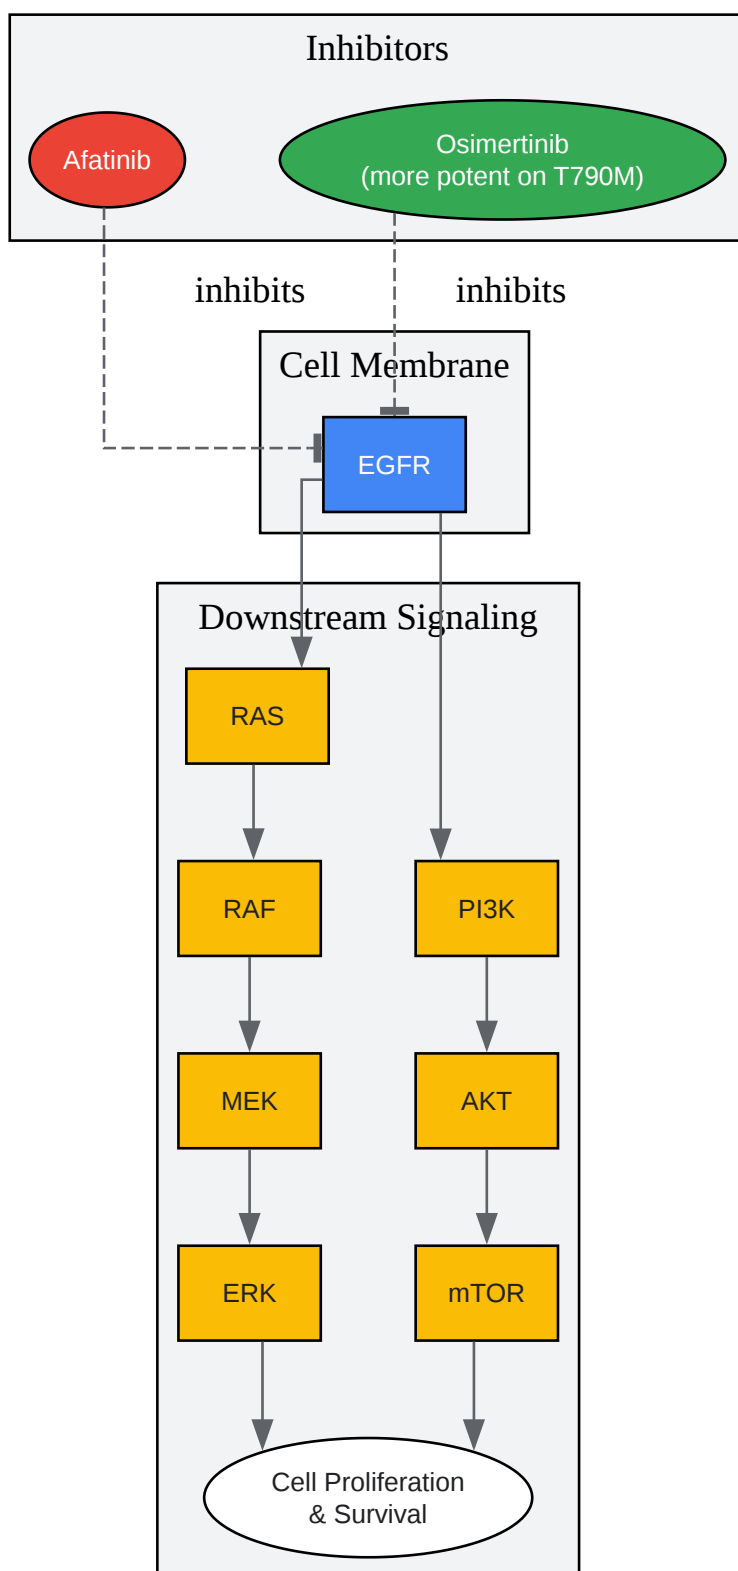 Inhibitors
Afatinib
Osimertinib
(more potent on T790M)
inhibits
inhibits
Cell Membrane
EGFR
Downstream Signaling
RAS
RAF
PI3K
MEK
AKT
ERK
mTOR
Cell Proliferation
& Survival